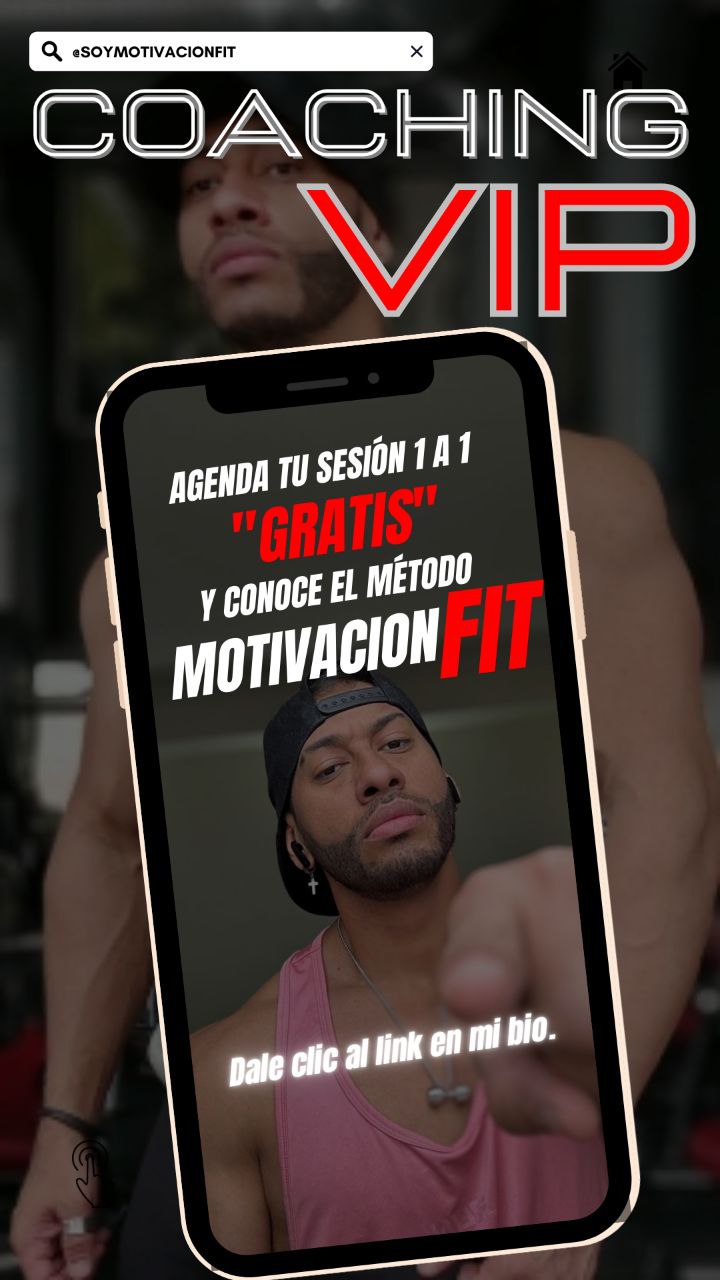 @SOYMOTIVACIONFIT
COACHING
VIP
AGENDA TU SESIÓN 1 A 1
"GRATIS"
Y CONOCE EL MÉTODO
MOTIVACIONFIT
Dale clic al link en mi bio.